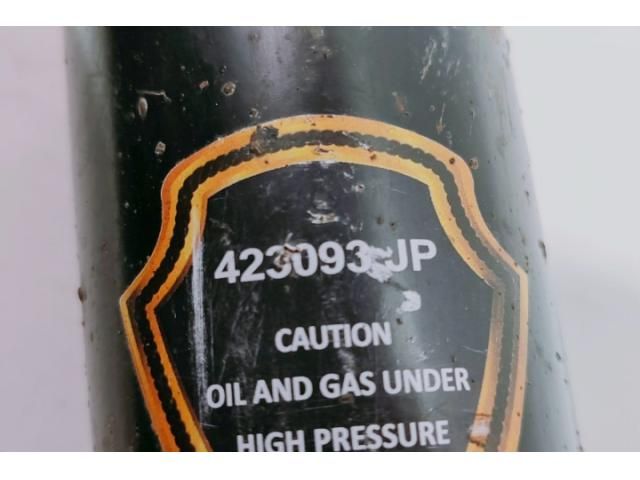 423093-JP
CAUTION
OIL AND GAS UNDER
HIGH PRESSURE